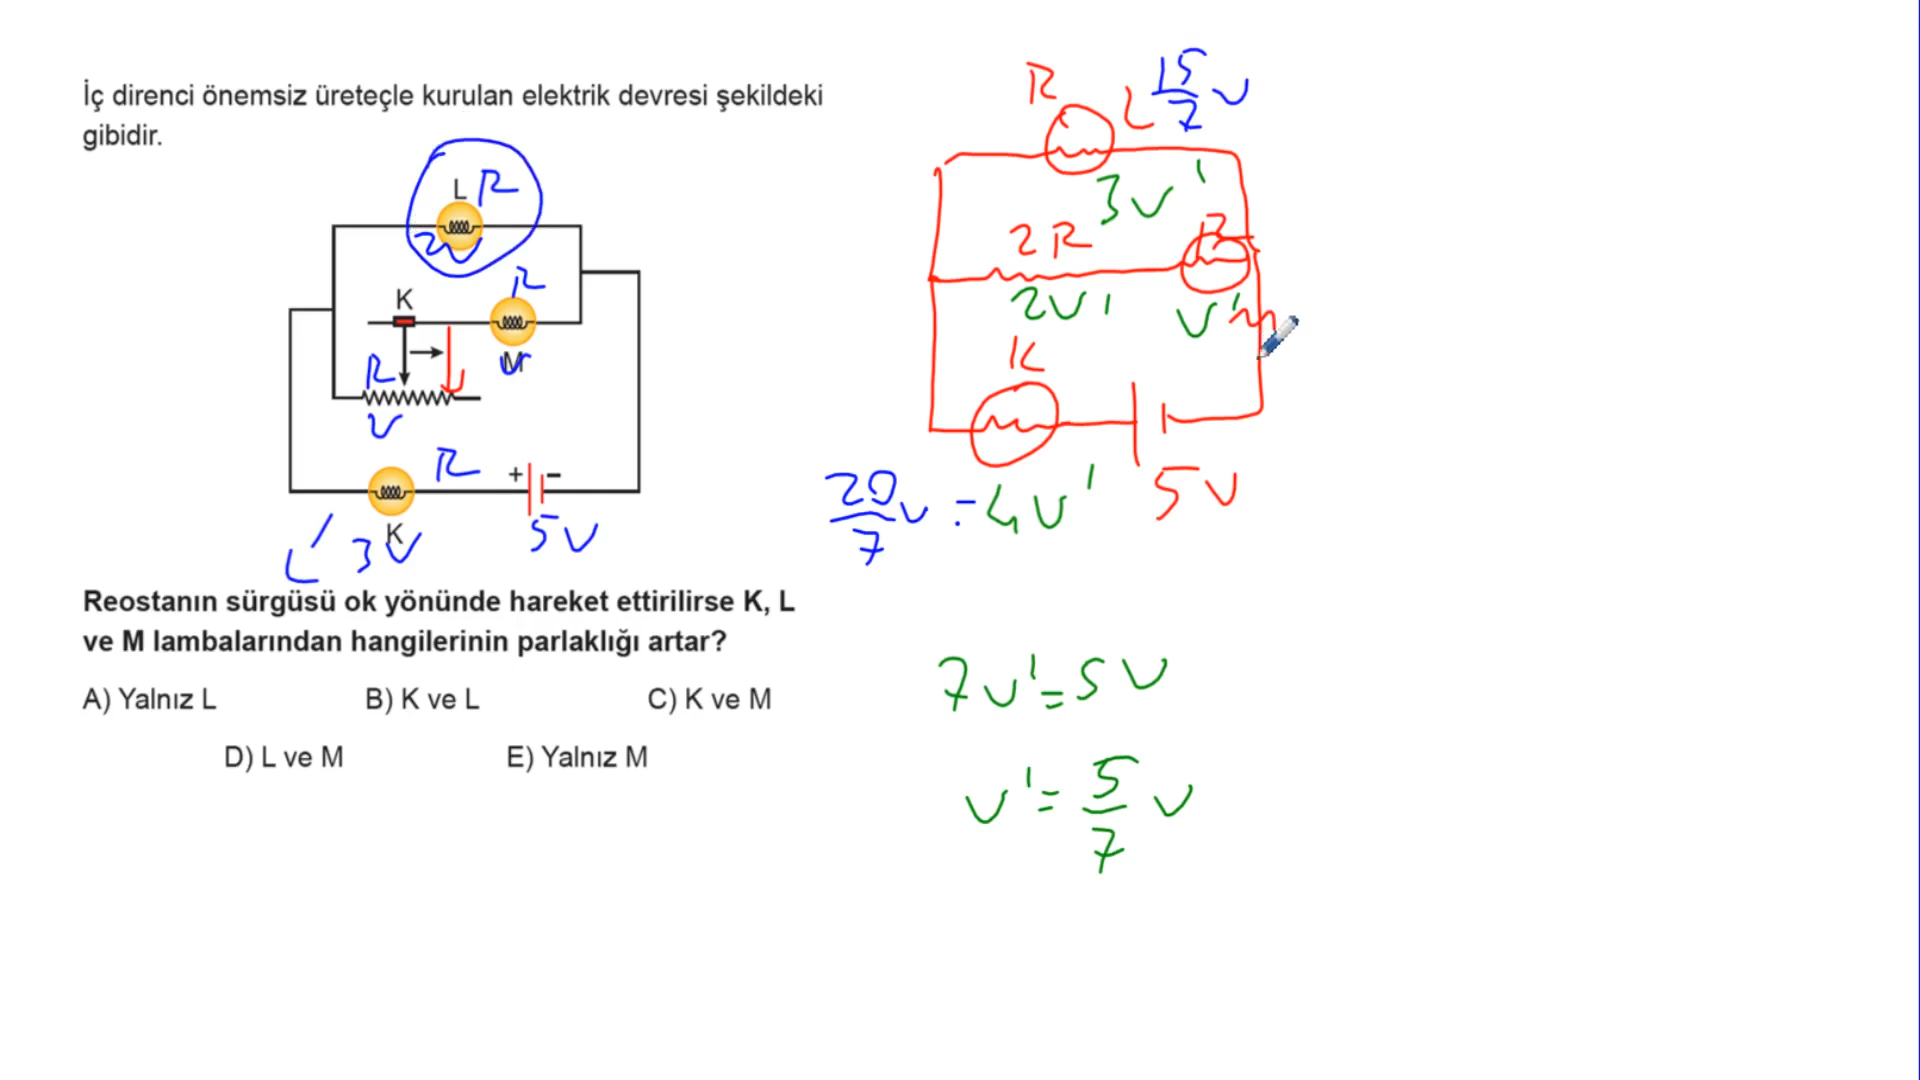 İç direnci önemsiz üreteçle kurulan elektrik devresi şekildeki
gibidir.
L R
2V
K
R
M
V
R
V
R
+ -
K
3V
5V
Reostanın sürgüsü ok yönünde hareket ettirilirse K, L
ve M lambalarından hangilerinin parlaklığı artar?
A) Yalnız L B) K ve L C) K ve M
D) L ve M E) Yalnız M
R L 15/7 V
3V'
2R R
2V' V' m
K
20/7 V = 4V' 5V
7V' = 5V
V' = 5/7 V